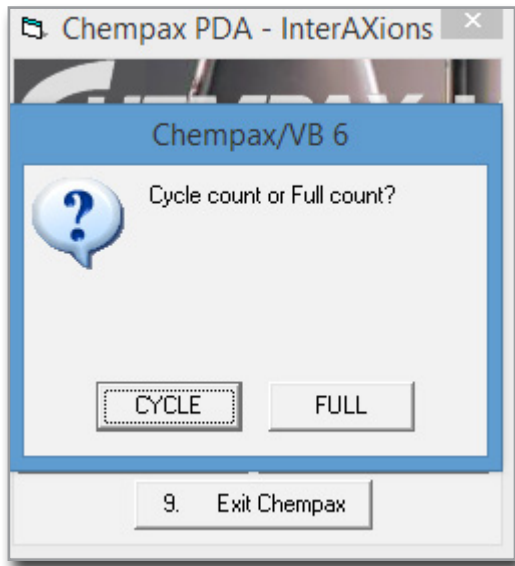 Chempax PDA - InterAXions
Chempax/VB 6
Cycle count or Full count?
CYCLE
FULL
9. Exit Chempax